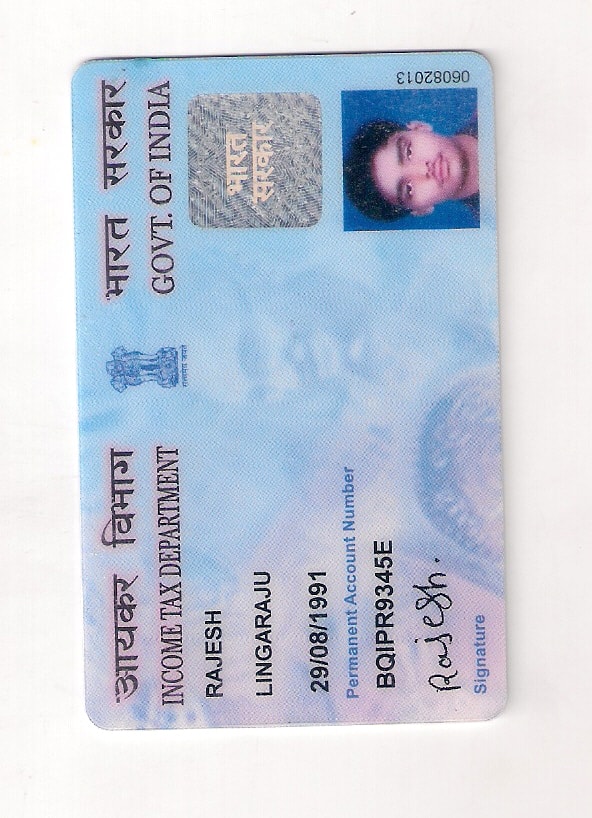 आयकर विभाग
भारत सरकार
INCOME TAX DEPARTMENT
GOVT. OF INDIA
सत्यमेव जयते
RAJESH
भारत
सरकार
LINGARAJU
29/08/1991
Permanent Account Number
BQIPR9345E
Rajesh.
Signature
06082013